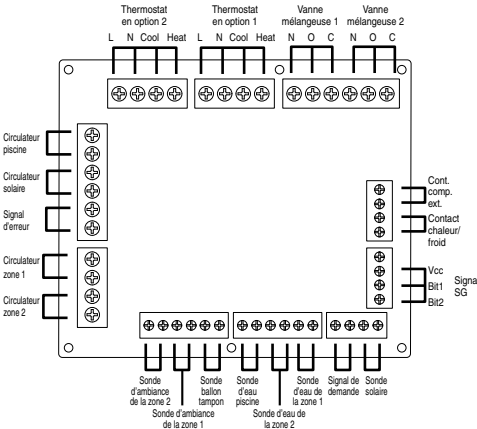 Thermostat
en option 2
Thermostat
en option 1
Vanne
mélangeuse 1
Vanne
mélangeuse 2
L N Cool Heat
L N Cool Heat
N O C
N O C
Circulateur
piscine
Circulateur
solaire
Signal
d'erreur
Circulateur
zone 1
Circulateur
zone 2
Cont.
comp.
ext.
Contact
chaleur/
froid
Vcc
Bit1
Bit2
Signa
SG
Sonde
d'ambiance
de la zone 2
Sonde d'ambiance
de la zone 1
Sonde
ballon
tampon
Sonde
d'eau
piscine
Sonde d'eau de
la zone 2
Sonde
d'eau de
la zone 1
Signal de
demande
Sonde
solaire